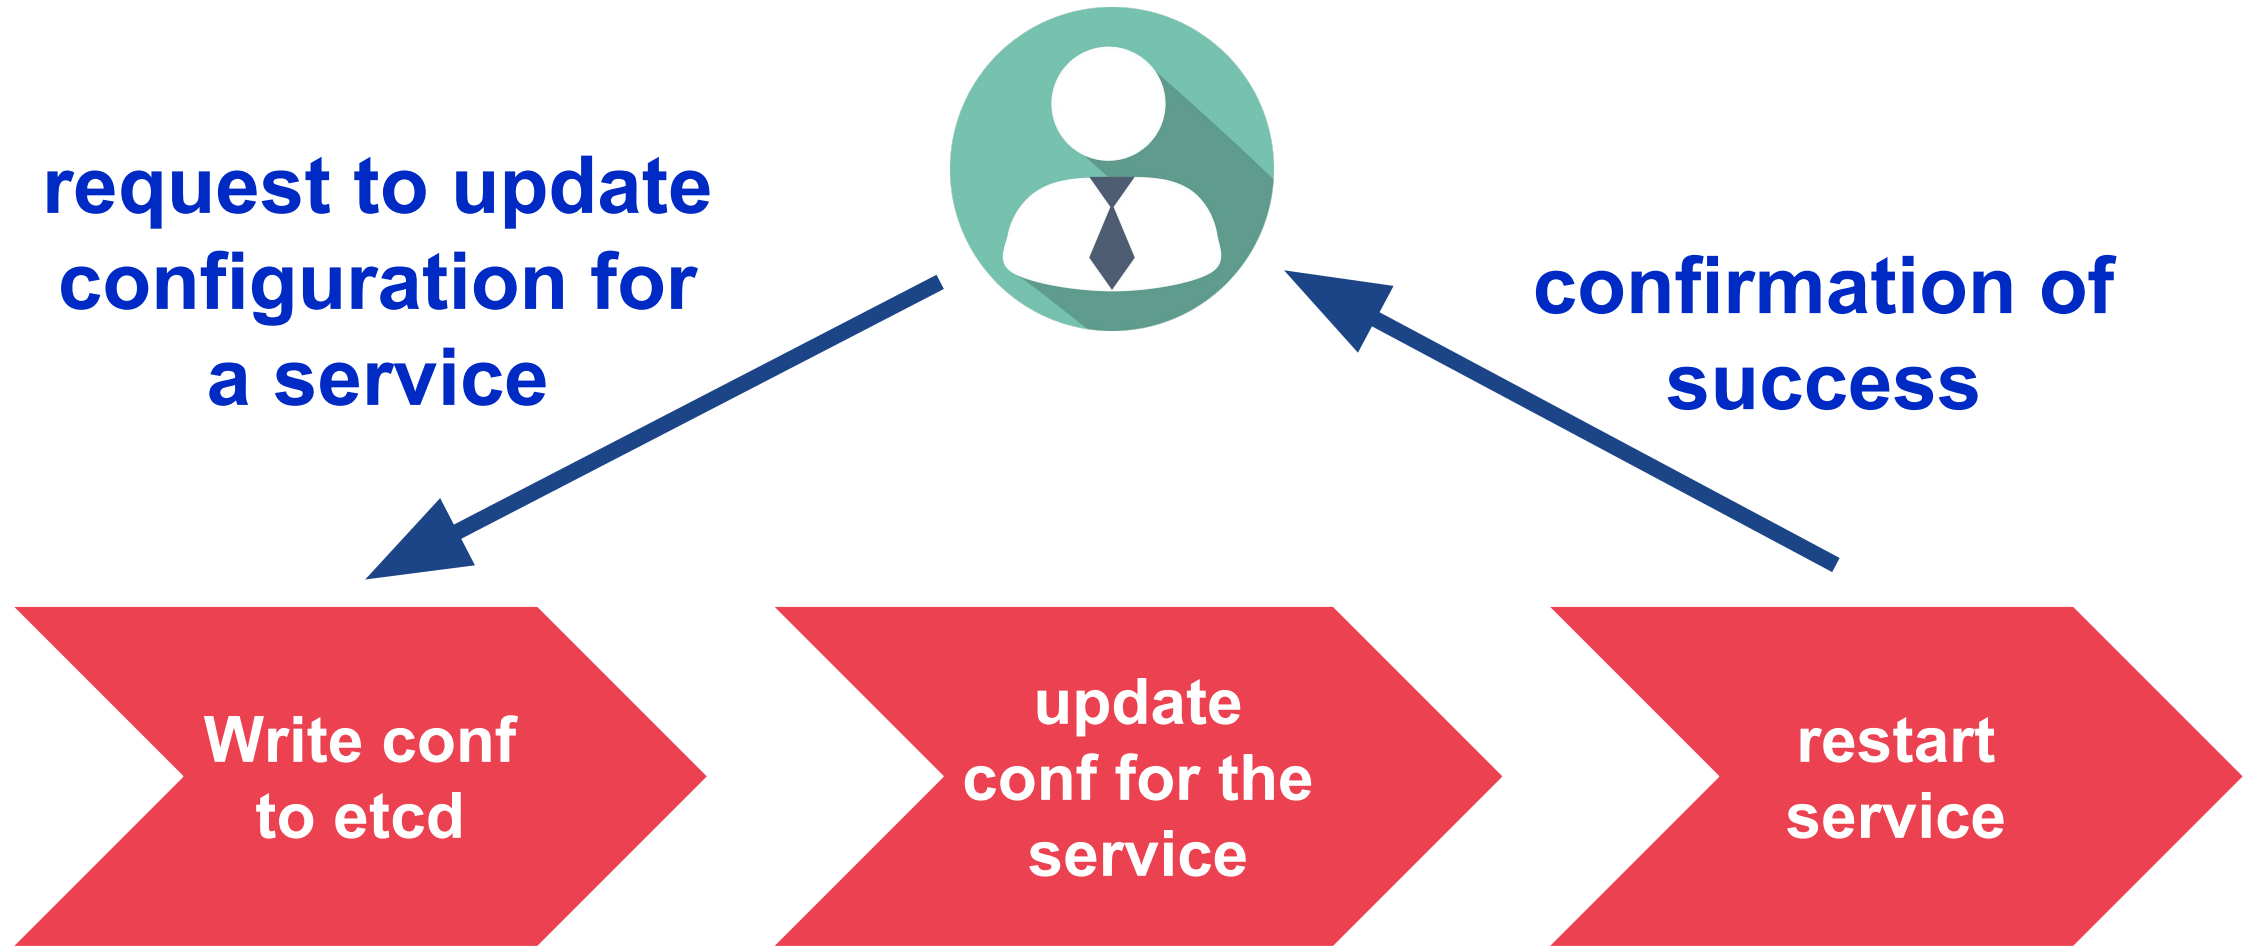 request to update
configuration for
a service
confirmation of
success
Write conf
to etcd
update
conf for the
service
restart
service